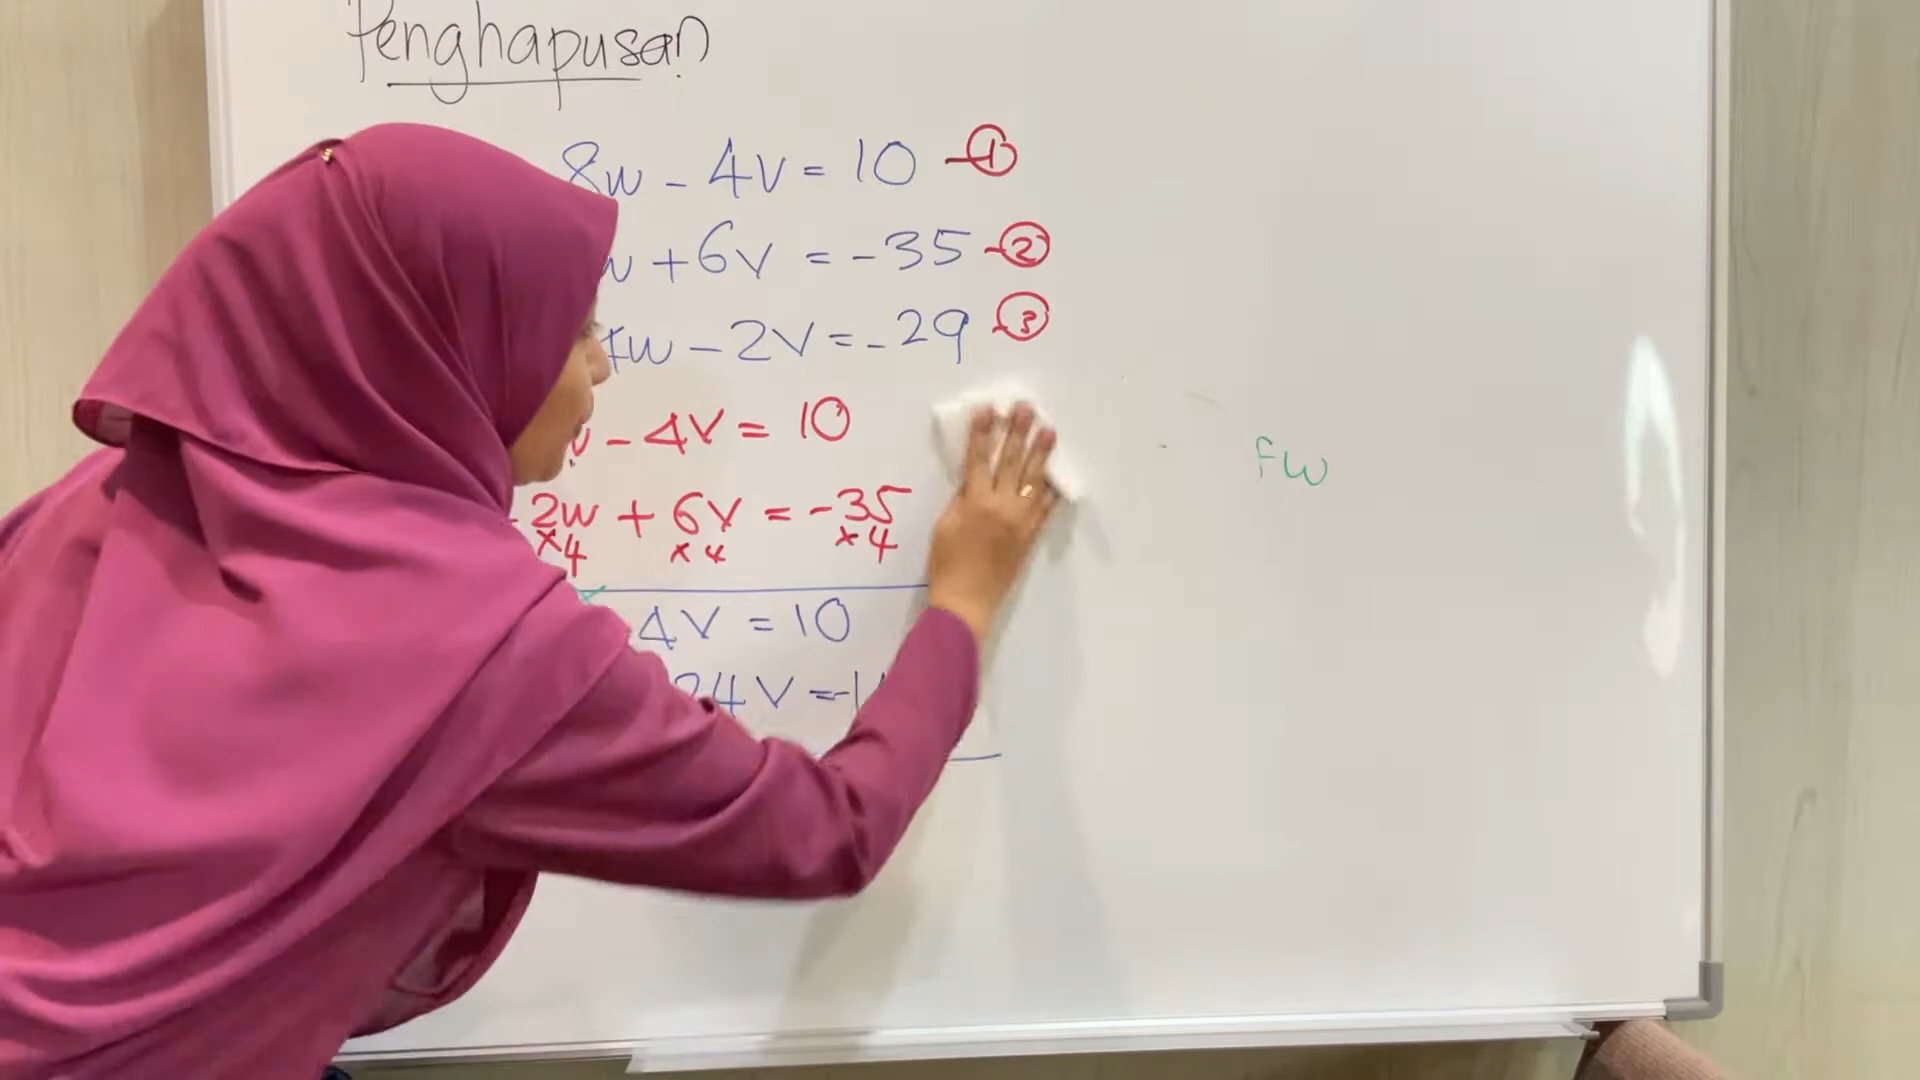 Penghapusan
8w - 4v = 10 -①
w + 6v = -35 -②
w - 2v = -29 -③
- 4v = 10
2w + 6v = -35
×4 ×4 ×4
4v = 10
24v = -1
Fw